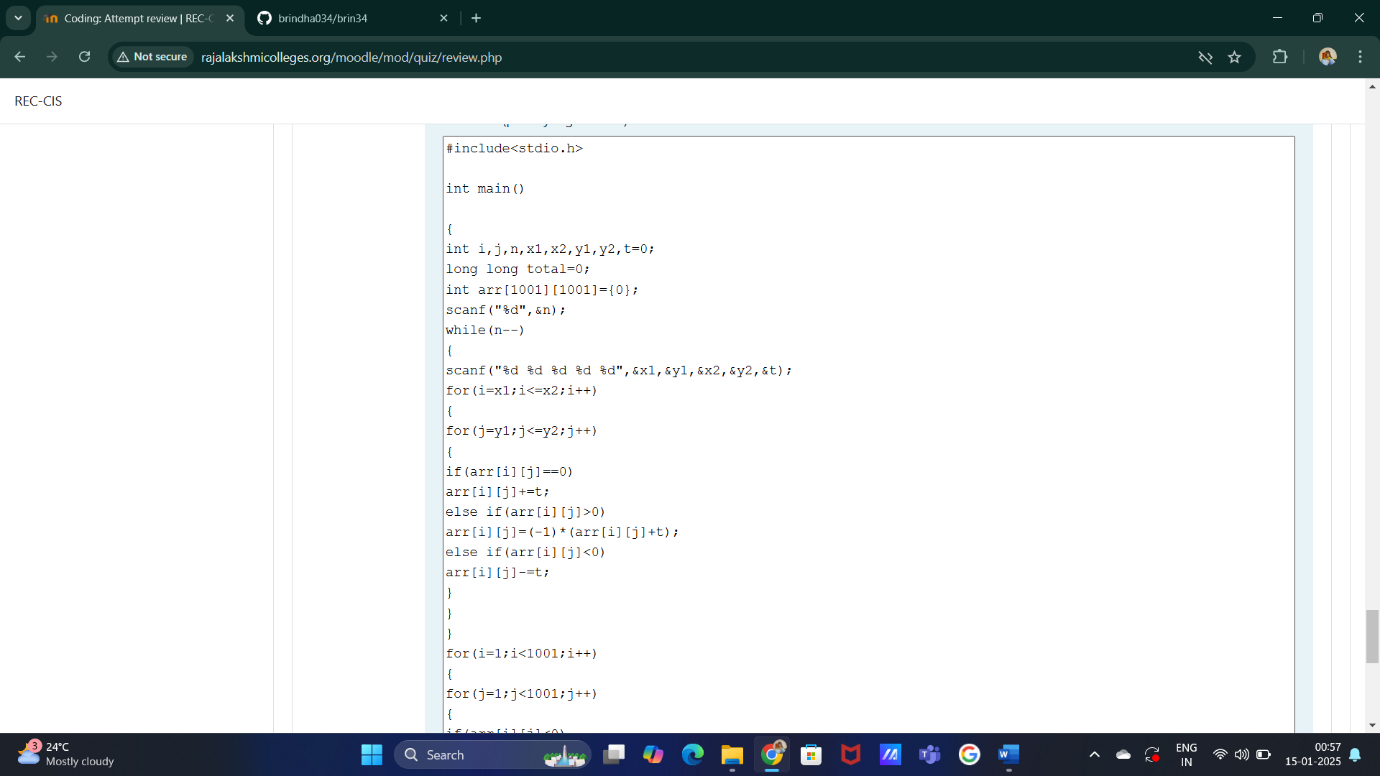 Coding: Attempt review | REC-C
brindha034/brin34
Not secure
rajalakshmicolleges.org/moodle/mod/quiz/review.php
REC-CIS
#include<stdio.h>
int main()
{
int i,j,n,x1,x2,y1,y2,t=0;
long long total=0;
int arr[1001][1001]={0};
scanf("%d",&n);
while(n--)
{
scanf("%d %d %d %d %d",&x1,&y1,&x2,&y2,&t);
for(i=x1;i<=x2;i++)
{
for(j=y1;j<=y2;j++)
{
if(arr[i][j]==0)
arr[i][j]+=t;
else if(arr[i][j]>0)
arr[i][j]=(-1)*(arr[i][j]+t);
else if(arr[i][j]<0)
arr[i][j]-=t;
}
}
}
for(i=1;i<1001;i++)
{
for(j=1;j<1001;j++)
{
if(arr[i][j]<0)
3
24°C
Mostly cloudy
Search
ENG
IN
00:57
15-01-2025